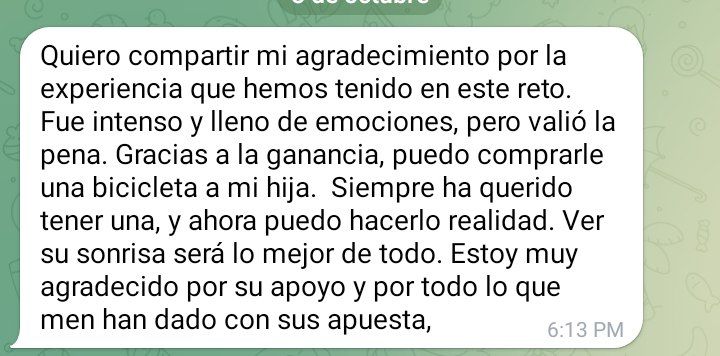 5 de octubre
Quiero compartir mi agradecimiento por la
experiencia que hemos tenido en este reto.
Fue intenso y lleno de emociones, pero valió la
pena. Gracias a la ganancia, puedo comprarle
una bicicleta a mi hija.  Siempre ha querido
tener una, y ahora puedo hacerlo realidad. Ver
su sonrisa será lo mejor de todo. Estoy muy
agradecido por su apoyo y por todo lo que
men han dado con sus apuesta,
6:13 PM